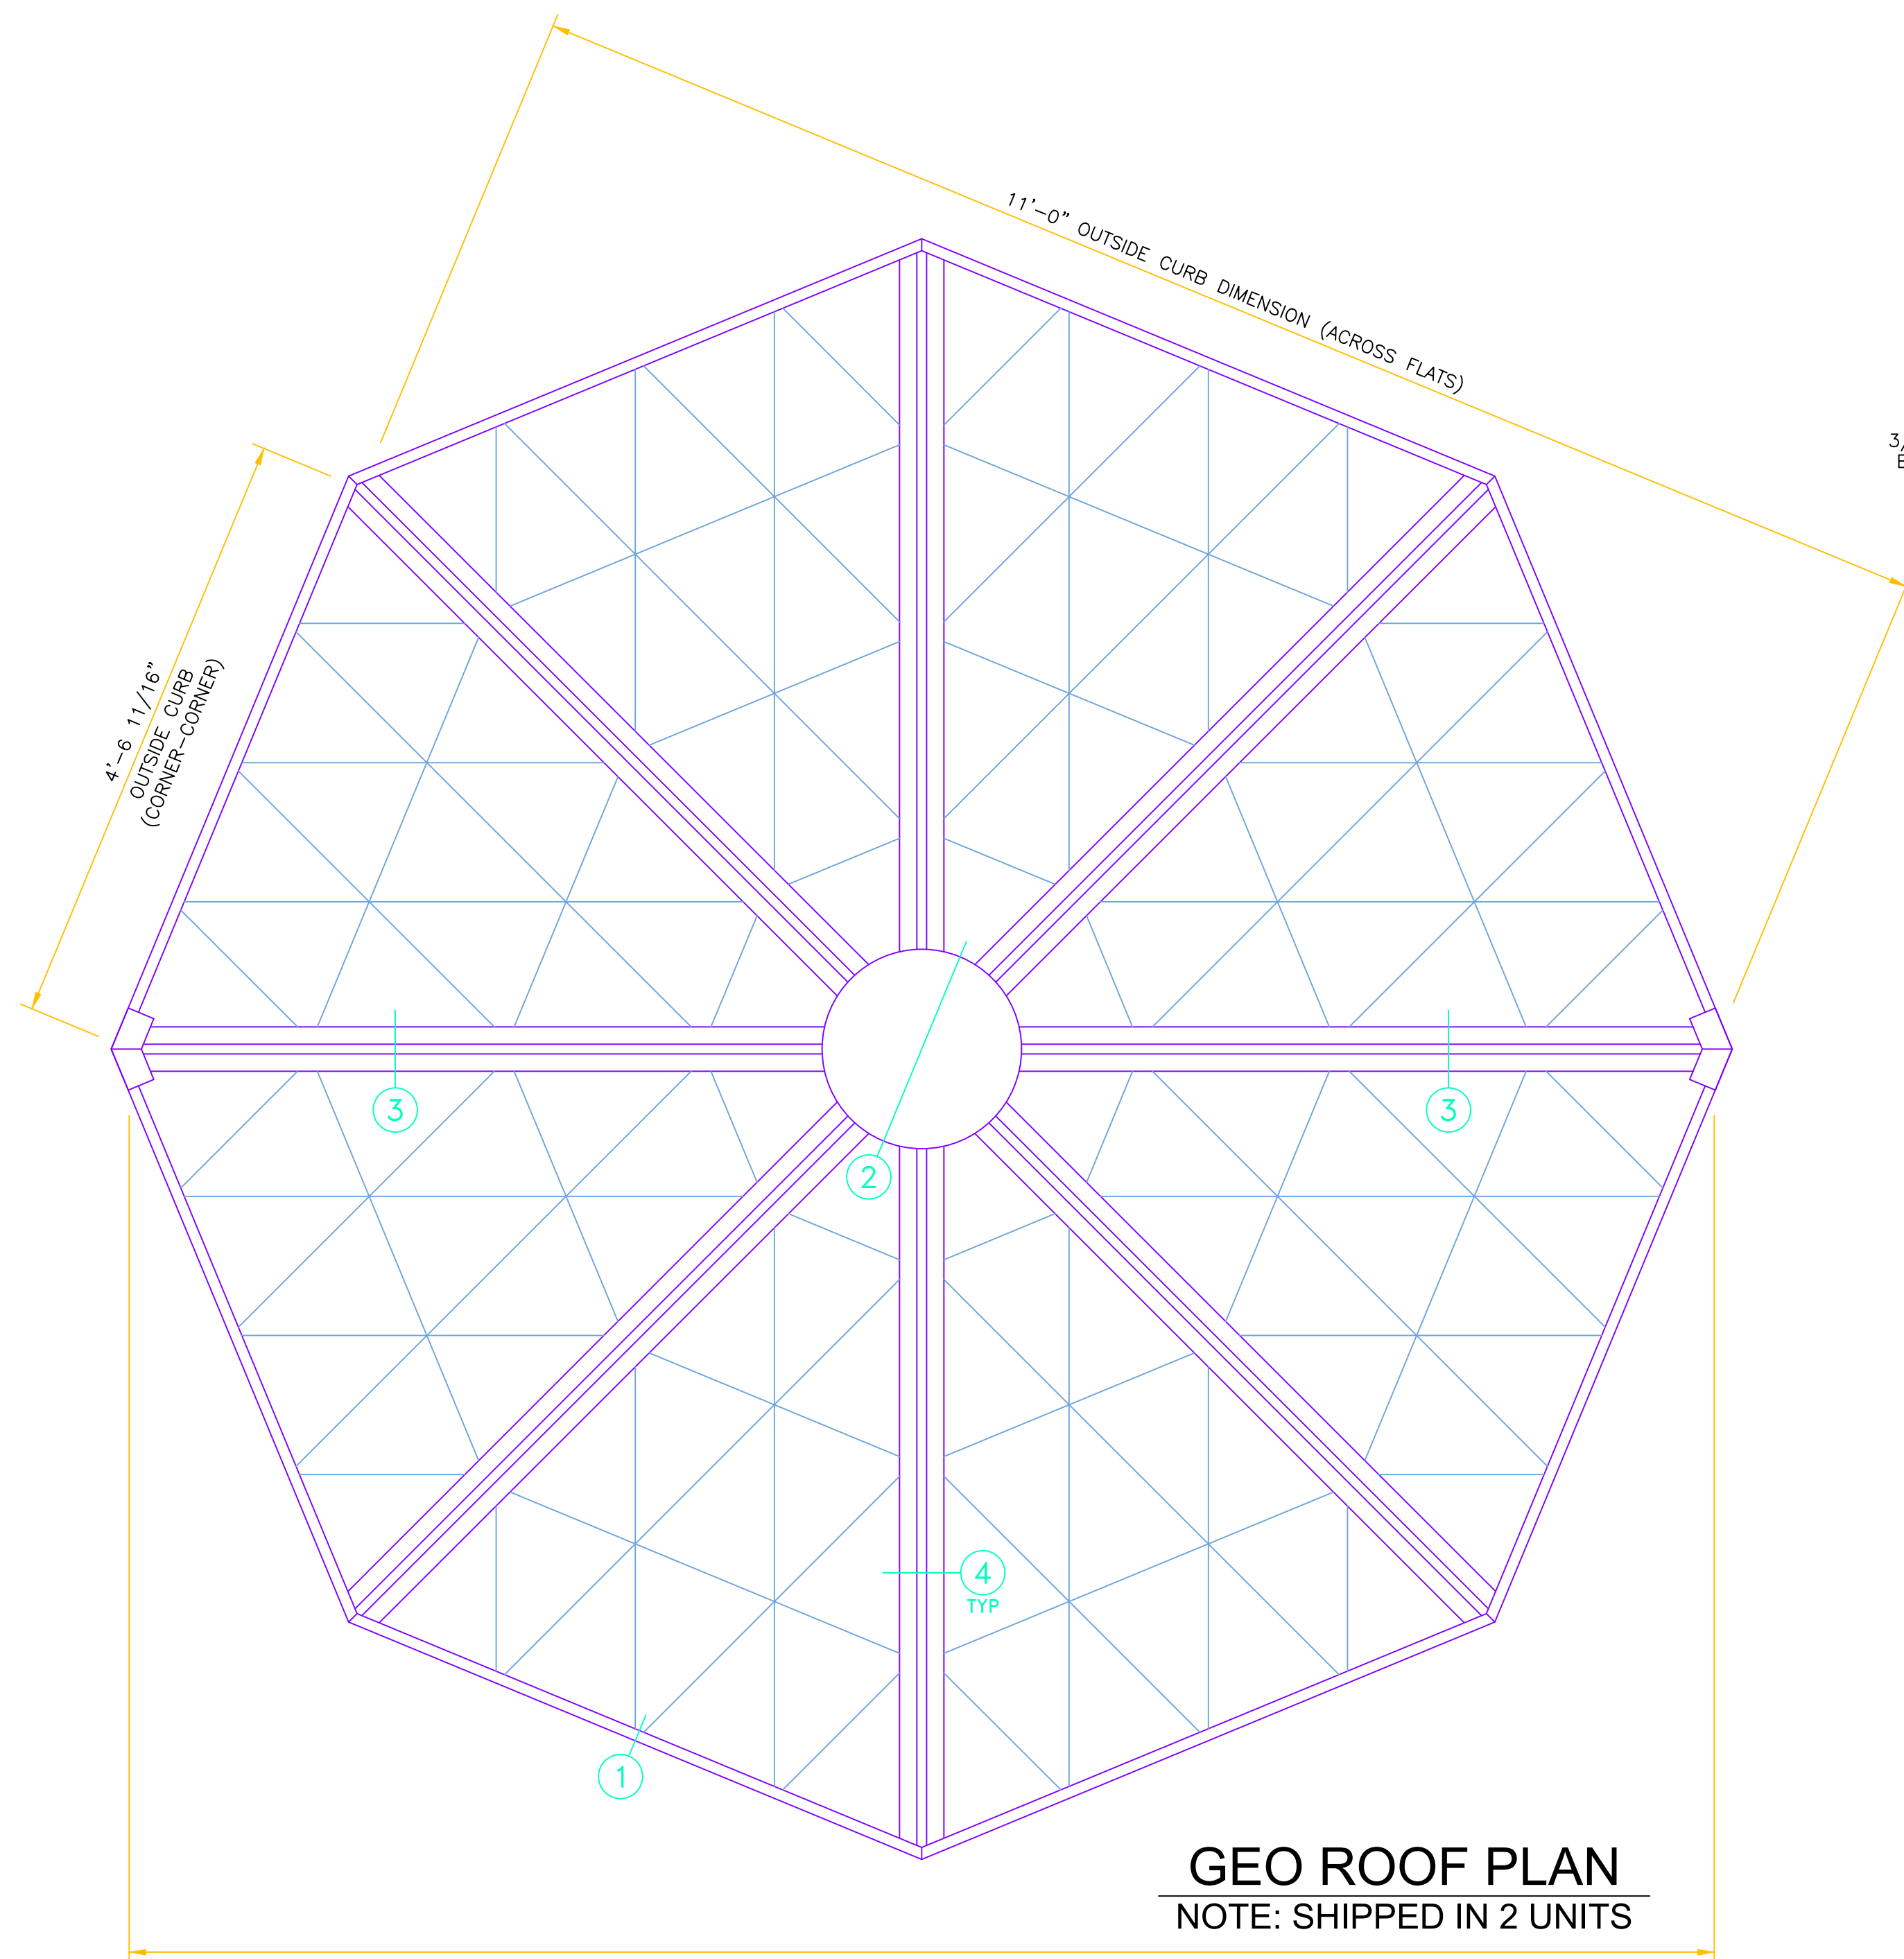 11'-0" OUTSIDE CURB DIMENSION (ACROSS FLATS)
4'-6 11/16"
OUTSIDE CURB
(CORNER-CORNER)
3
3
2
4
TYP
1
GEO ROOF PLAN
NOTE: SHIPPED IN 2 UNITS